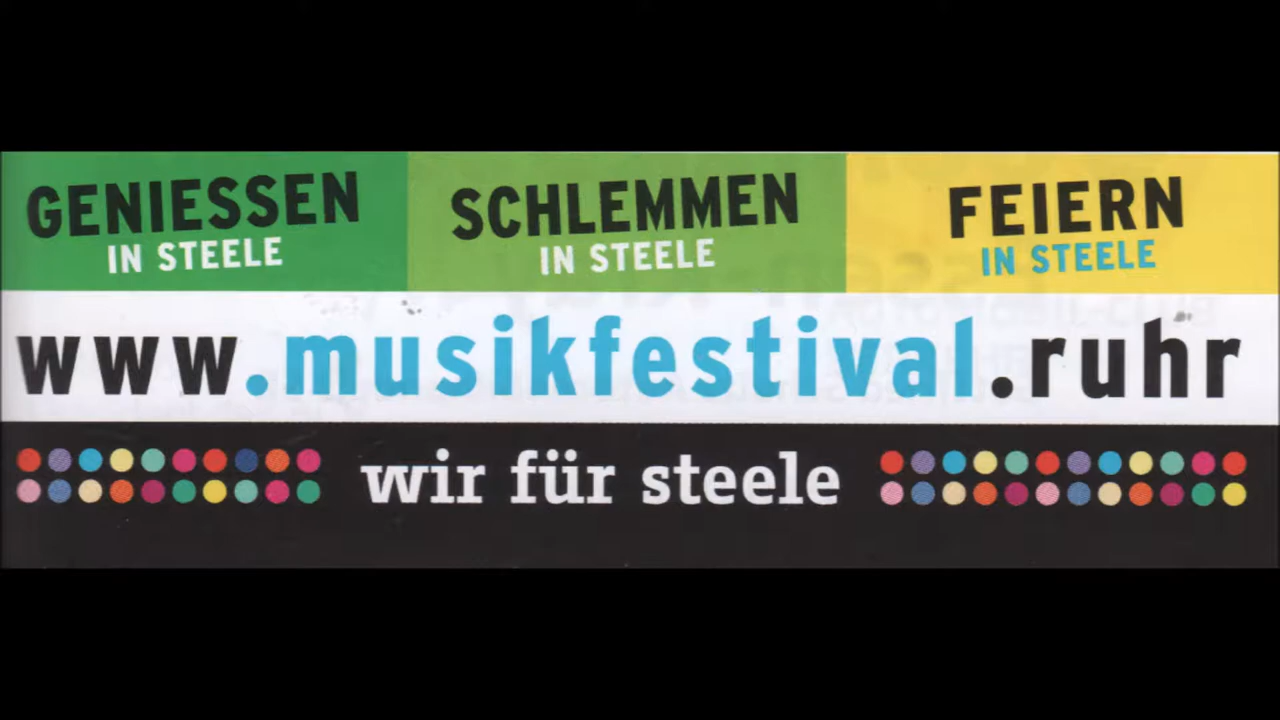 GENIESSEN
IN STEELE
SCHLEMMEN
IN STEELE
FEIERN
IN STEELE
www.musikfestival.ruhr
wir für steele